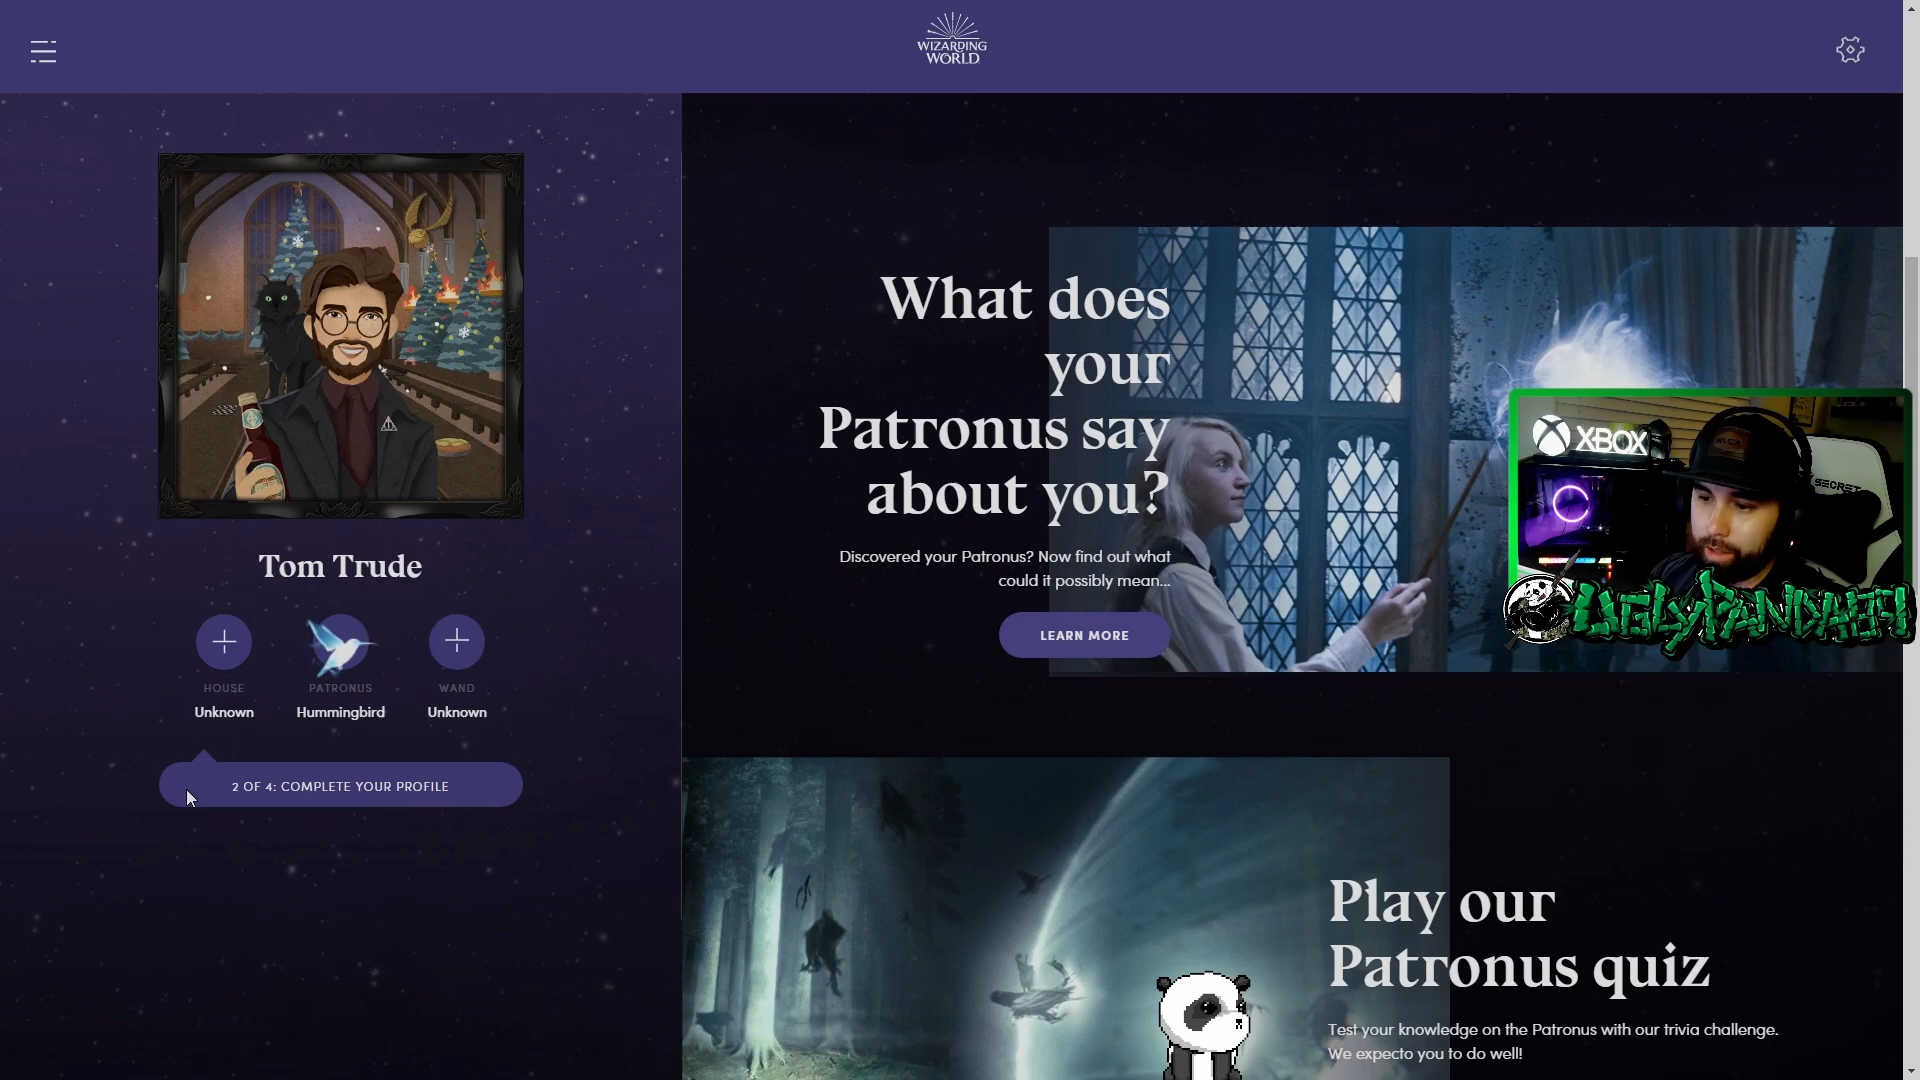 WIZARDING
WORLD
Tom Trude
HOUSE
Unknown
PATRONUS
Hummingbird
WAND
Unknown
2 OF 4: COMPLETE YOUR PROFILE
What does
your
Patronus say
about you?
Discovered your Patronus? Now find out what
could it possibly mean...
LEARN MORE
XBOX
RVCA
SECRET
UGLYPANDA89
Play our
Patronus quiz
Test your knowledge on the Patronus with our trivia challenge.
We expecto you to do well!